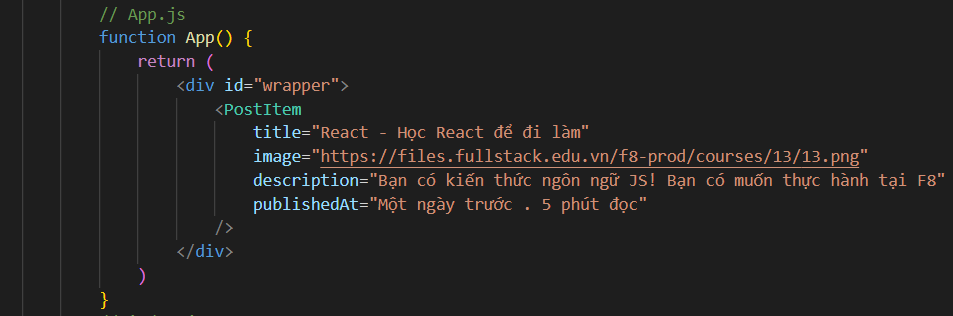 // App.js
function App() {
return (
<div id="wrapper">
<PostItem
title="React - Học React để đi làm"
image="https://files.fullstack.edu.vn/f8-prod/courses/13/13.png"
description="Bạn có kiến thức ngôn ngữ JS! Bạn có muốn thực hành tại F8"
publishedAt="Một ngày trước . 5 phút đọc"
/>
</div>
)
}